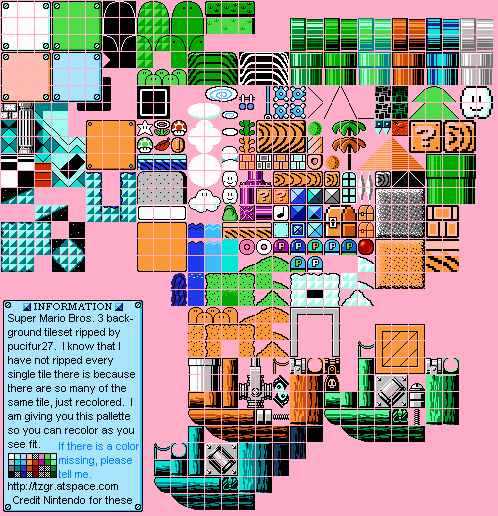 INFORMATION
Super Mario Bros. 3 back-
ground tileset ripped by
pucifur27. I know that I
have not ripped every
single tile there is because
there are so many of the
same tile, just recolored. I
am giving you this pallette
so you can recolor as you
see fit.
If there is a color
missing, please
tell me.
http://tzgr.atspace.com
Credit Nintendo for these
? ?
? ?
P P P P